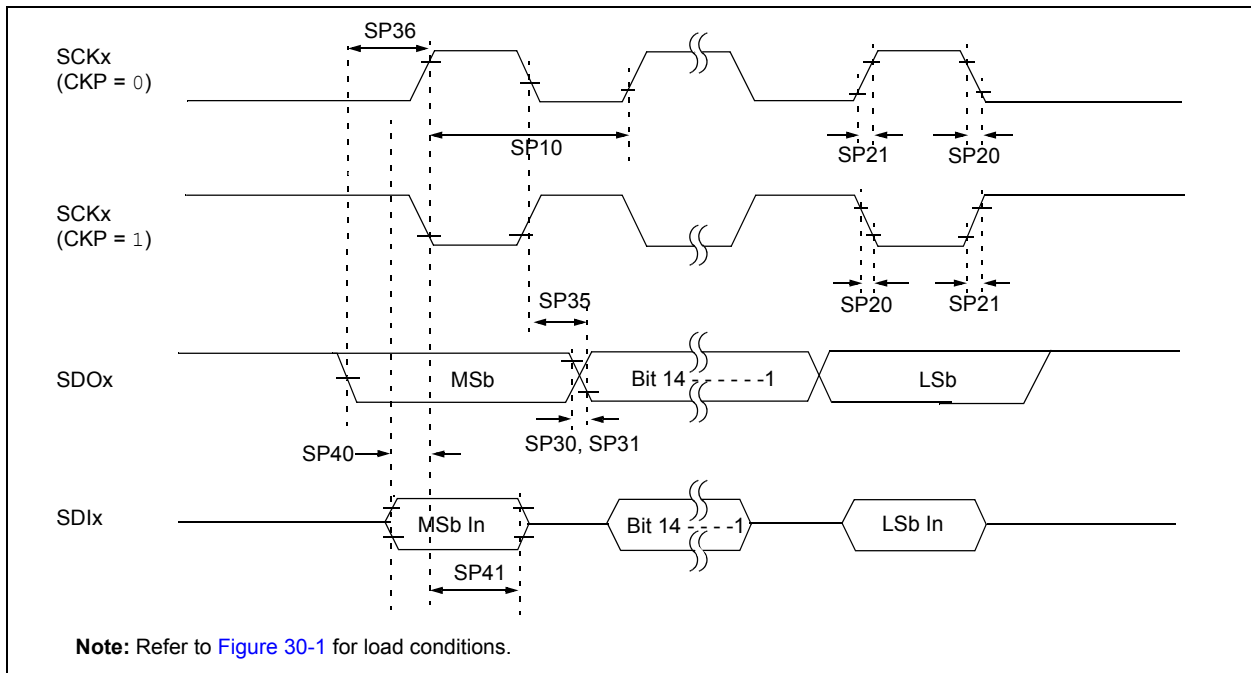 SP36
SCKx
(CKP = 0)
SP10
SP21
SP20
SCKx
(CKP = 1)
SP35
SP20
SP21
SDOx
MSb
Bit 14 - - - - - -1
LSb
SP30, SP31
SP40
SDIx
MSb In
Bit 14 - - - -1
LSb In
SP41
Note: Refer to Figure 30-1 for load conditions.